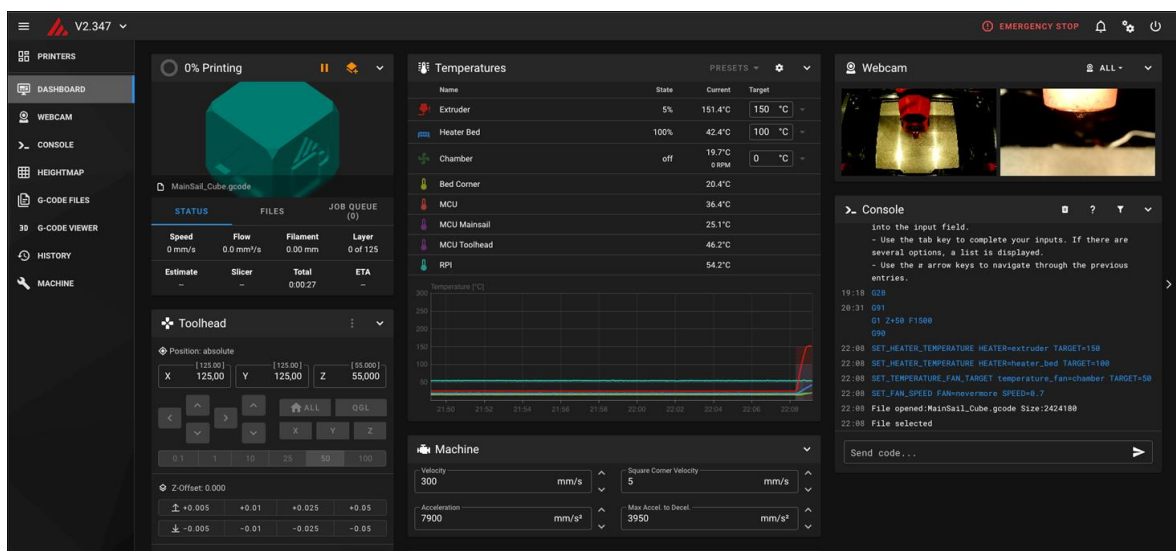 V2.347
EMERGENCY STOP
PRINTERS
DASHBOARD
WEBCAM
CONSOLE
HEIGHTMAP
G-CODE FILES
3D G-CODE VIEWER
HISTORY
MACHINE
0% Printing
MainSail_Cube.gcode
STATUS FILES JOB QUEUE (0)
Speed Flow Filament Layer
0 mm/s 0.0 mm³/s 0.00 mm 0 of 125
Estimate Slicer Total ETA
– – 0:00:27 –
Toolhead
Position: absolute
[125.00] [125.00] [55.000]
X 125,00 Y 125,00 Z 55,000
ALL QGL
X Y Z
0.1 1 10 25 50 100
Z-Offset: 0.000
+0.005 +0.01 +0.025 +0.05
-0.005 -0.01 -0.025 -0.05
Temperatures
PRESETS
Name State Current Target
Extruder 5% 151.4°C 150 °C
Heater Bed 100% 42.4°C 100 °C
Chamber off 19.7°C 0 °C
0 RPM
Bed Corner 20.4°C
MCU 36.4°C
MCU Mainsail 25.1°C
MCU Toolhead 46.2°C
RPI 54.2°C
Temperature [°C]
300
250
200
150
100
50
21:50 21:52 21:54 21:56 21:58 22:00 22:02 22:04 22:06 22:08
Machine
Velocity
300 mm/s
Square Corner Velocity
5 mm/s
Acceleration
7900 mm/s²
Max Accel. to Decel.
3950 mm/s²
Webcam
ALL
Console
into the input field.
- Use the tab key to complete your inputs. If there are
several options, a list is displayed.
- Use the # arrow keys to navigate through the previous
entries.
19:18 G28
20:31 G91
G1 Z+50 F1500
G90
22:08 SET_HEATER_TEMPERATURE HEATER=extruder TARGET=150
22:08 SET_HEATER_TEMPERATURE HEATER=heater_bed TARGET=100
22:08 SET_TEMPERATURE_FAN_TARGET temperature_fan=chamber TARGET=50
22:08 SET_FAN_SPEED FAN=nevermore SPEED=0.7
22:08 File opened:MainSail_Cube.gcode Size:2424180
22:08 File selected
Send code...